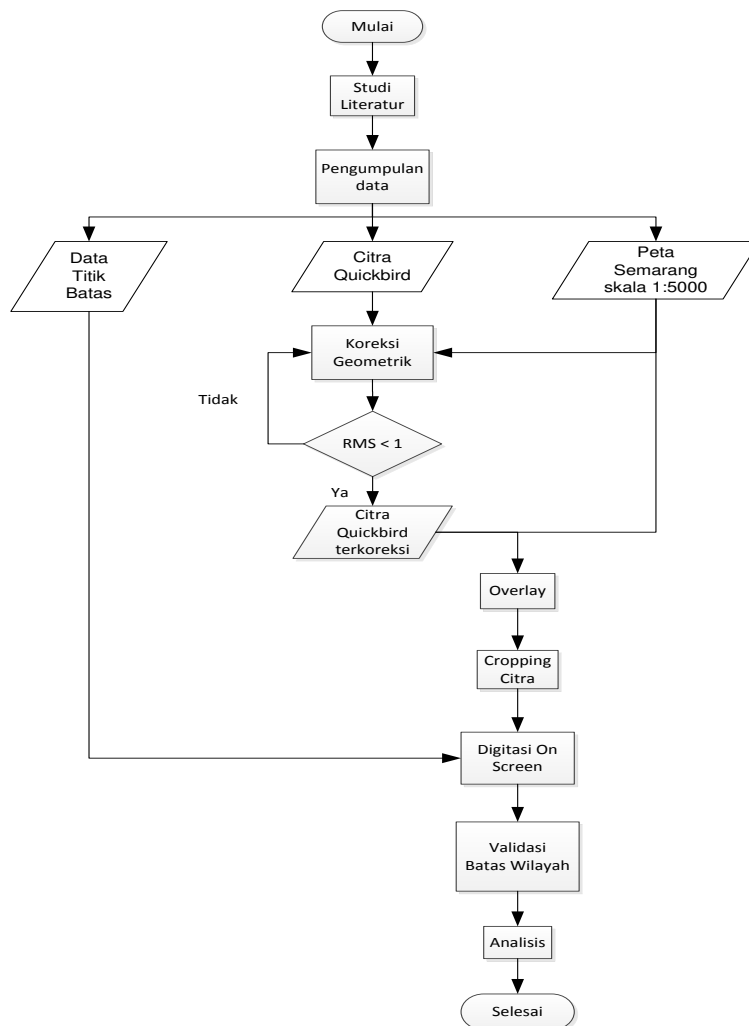 Mulai
Studi
Literatur
Pengumpulan
data
Data
Titik
Batas
Citra
Quickbird
Peta
Semarang
skala 1:5000
Koreksi
Geometrik
Tidak
RMS < 1
Ya
Citra
Quickbird
terkoreksi
Overlay
Cropping
Citra
Digitasi On
Screen
Validasi
Batas Wilayah
Analisis
Selesai